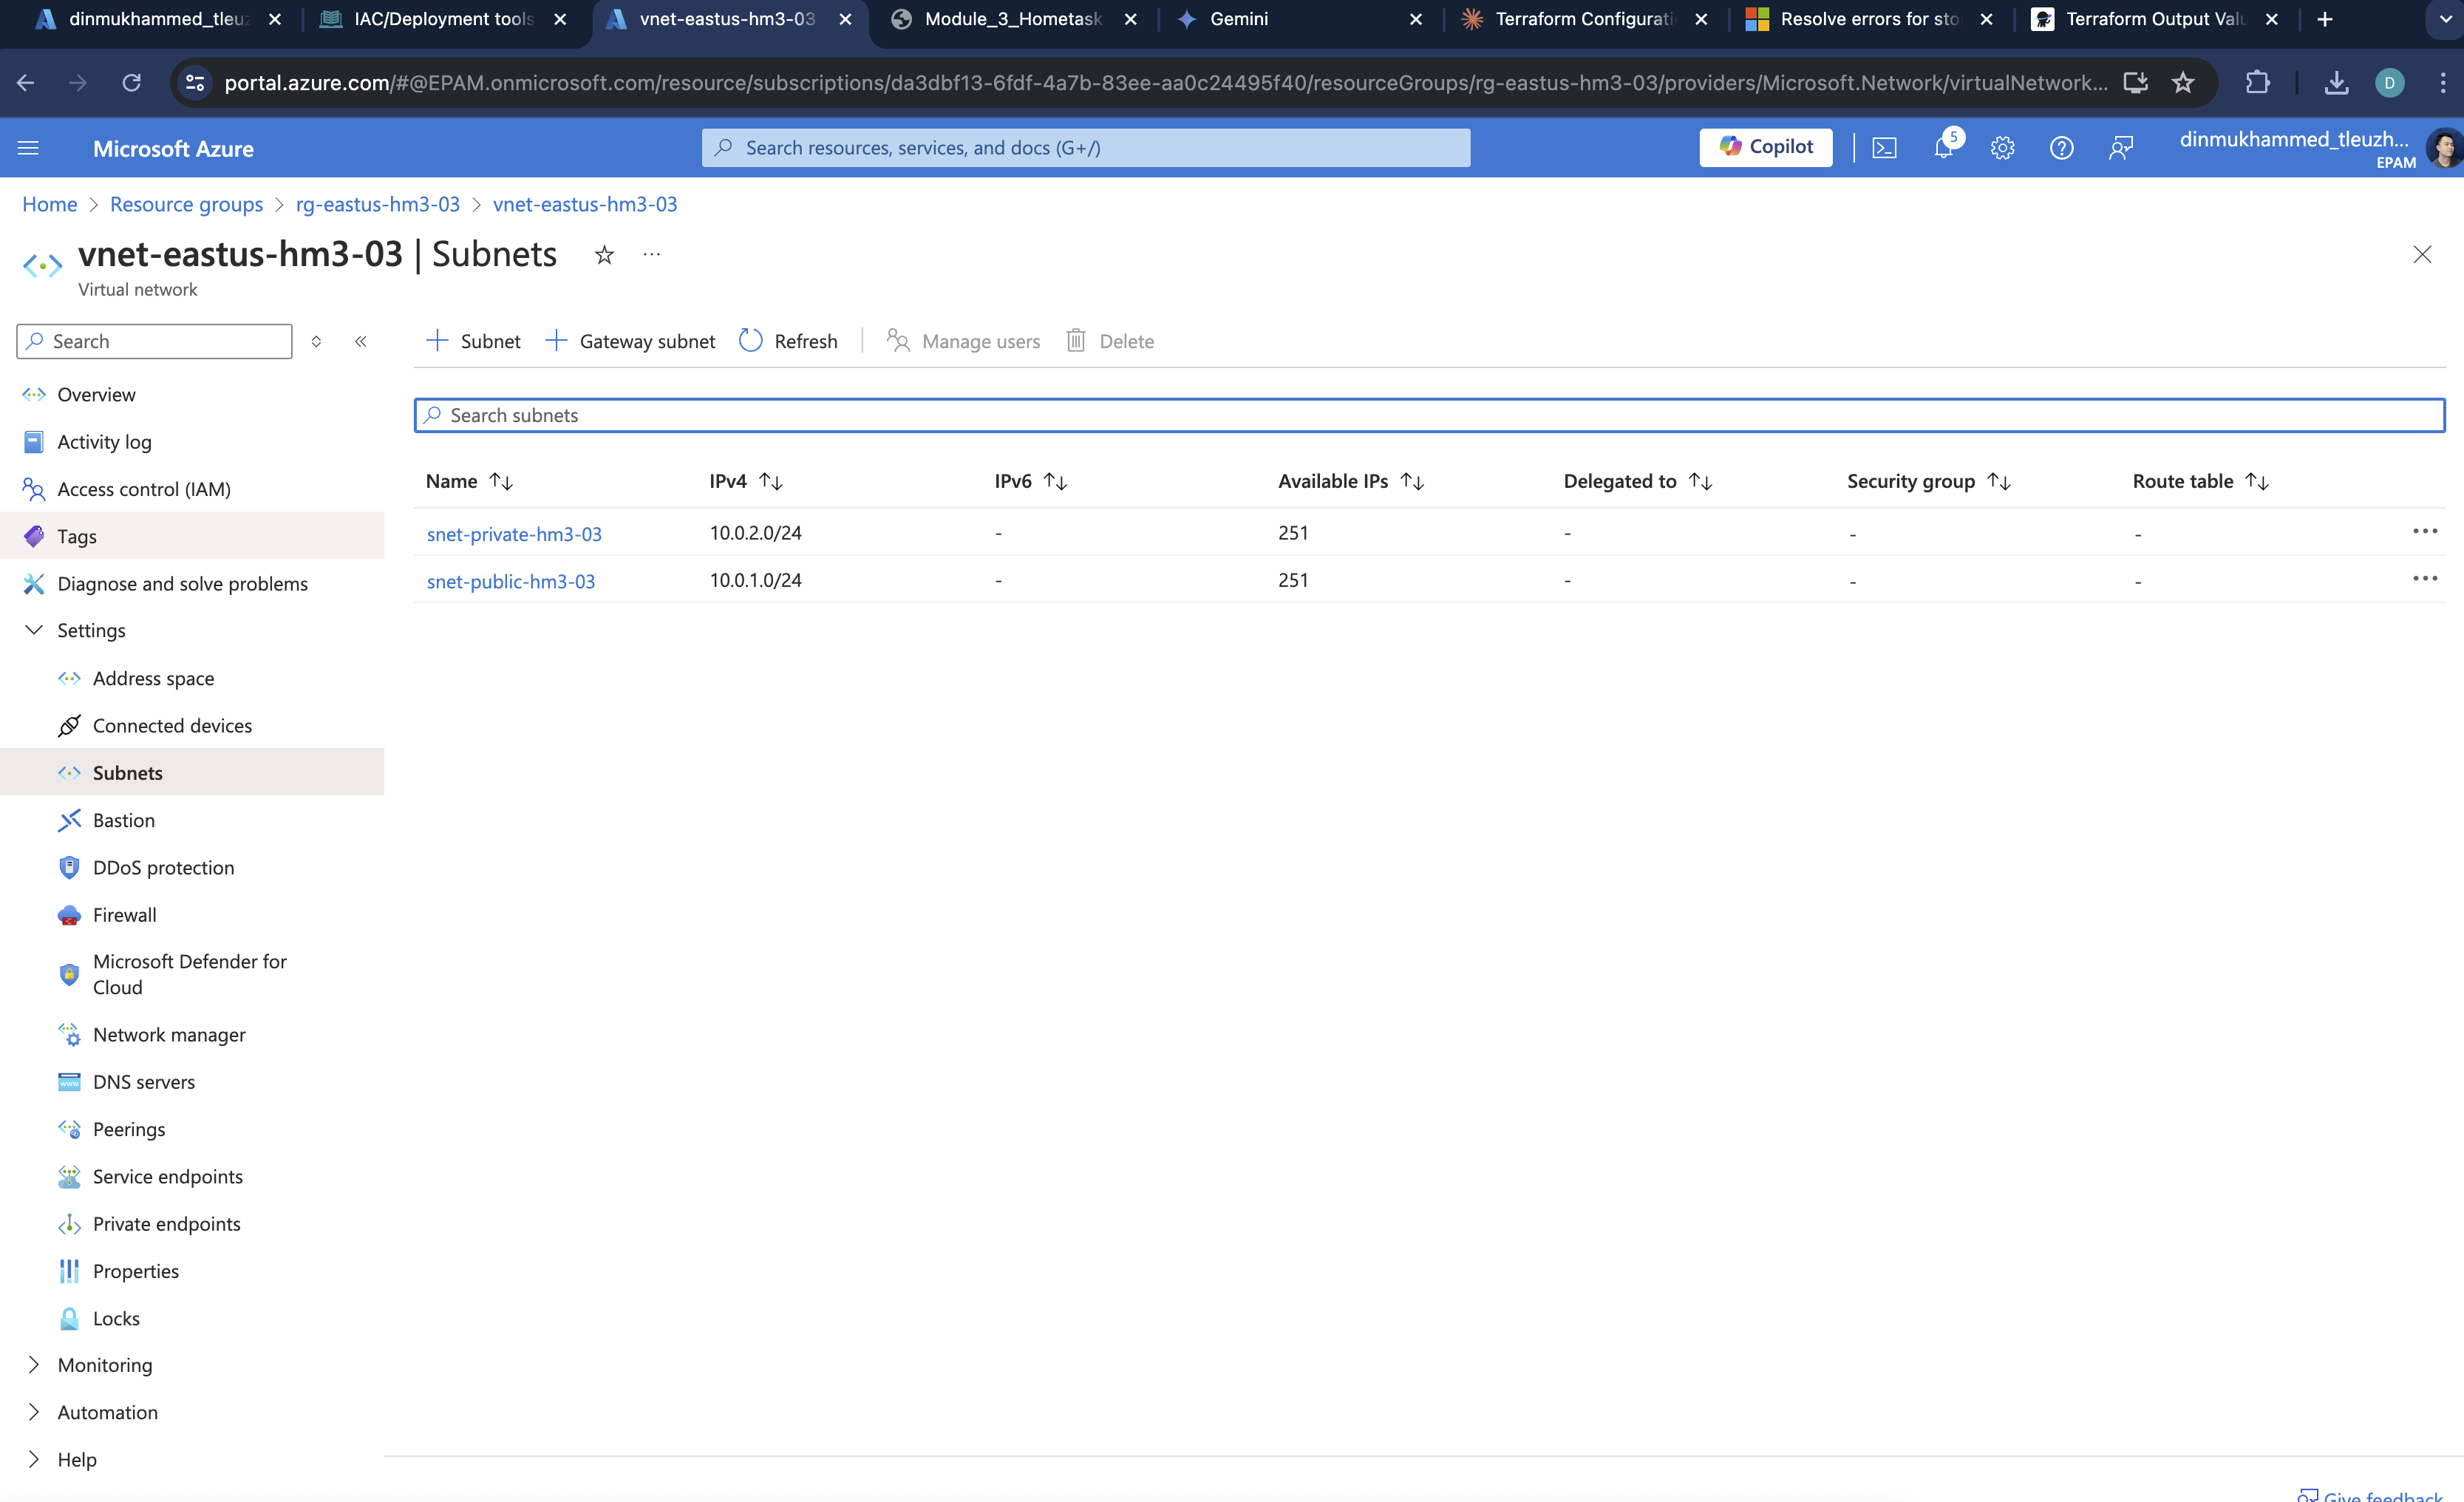 dinmukhammed_tleuz
IAC/Deployment tools
vnet-eastus-hm3-03
Module_3_Hometask
Gemini
Terraform Configurati
Resolve errors for sto
Terraform Output Valu
portal.azure.com/#@EPAM.onmicrosoft.com/resource/subscriptions/da3dbf13-6fdf-4a7b-83ee-aa0c24495f40/resourceGroups/rg-eastus-hm3-03/providers/Microsoft.Network/virtualNetwork...
D
Microsoft Azure
Search resources, services, and docs (G+/)
Copilot
5
dinmukhammed_tleuzh...
EPAM
Home > Resource groups > rg-eastus-hm3-03 > vnet-eastus-hm3-03
vnet-eastus-hm3-03 | Subnets
Virtual network
Search
Overview
Activity log
Access control (IAM)
Tags
Diagnose and solve problems
Settings
Address space
Connected devices
Subnets
Bastion
DDoS protection
Firewall
Microsoft Defender for
Cloud
Network manager
DNS servers
Peerings
Service endpoints
Private endpoints
Properties
Locks
Monitoring
Automation
Help
+ Subnet + Gateway subnet Refresh Manage users Delete
Search subnets
Name IPv4 IPv6 Available IPs Delegated to Security group Route table
snet-private-hm3-03 10.0.2.0/24 - 251 - - -
snet-public-hm3-03 10.0.1.0/24 - 251 - - -
Give feedback